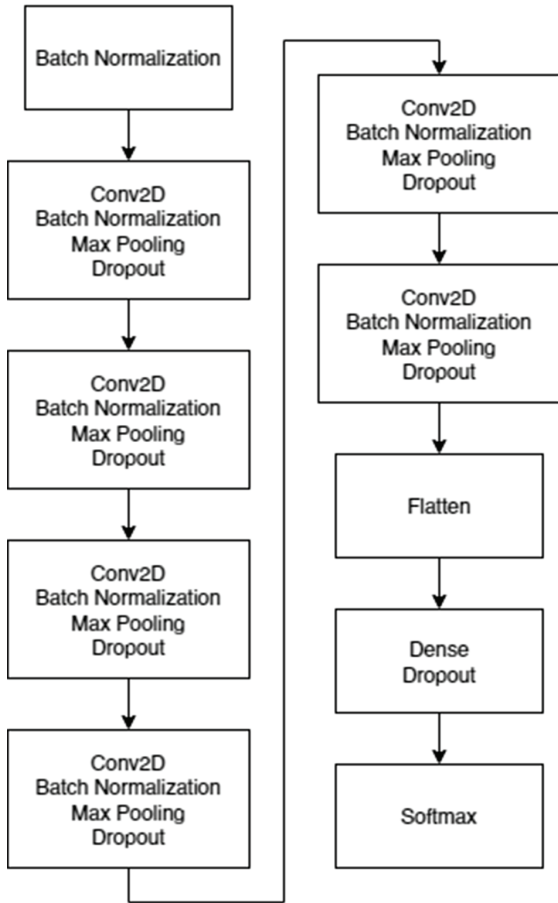 Batch Normalization
Conv2D
Batch Normalization
Max Pooling
Dropout
Conv2D
Batch Normalization
Max Pooling
Dropout
Conv2D
Batch Normalization
Max Pooling
Dropout
Conv2D
Batch Normalization
Max Pooling
Dropout
Conv2D
Batch Normalization
Max Pooling
Dropout
Conv2D
Batch Normalization
Max Pooling
Dropout
Flatten
Dense
Dropout
Softmax